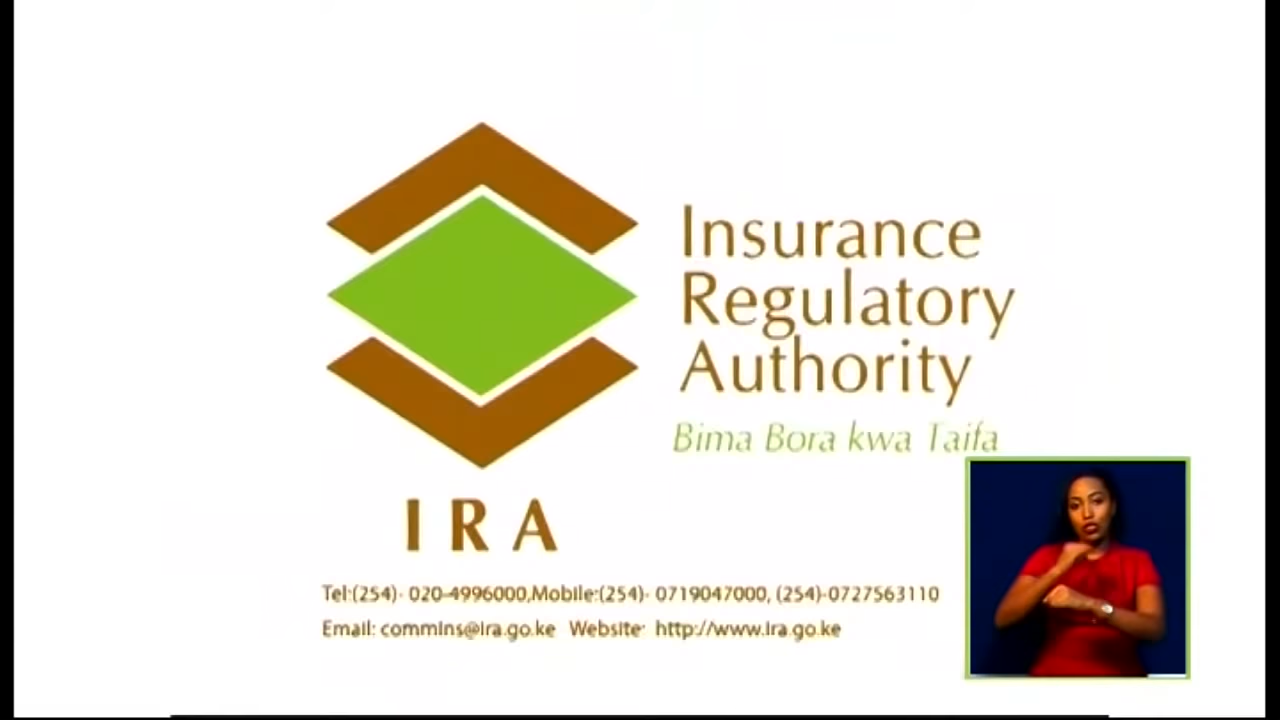 Insurance
Regulatory
Authority
Bima Bora kwa Taifa
IRA
Tel:(254)- 020-4996000,Mobile:(254)- 0719047000, (254)-0727563110
Email: commins@ira.go.ke Website: http://www.ira.go.ke